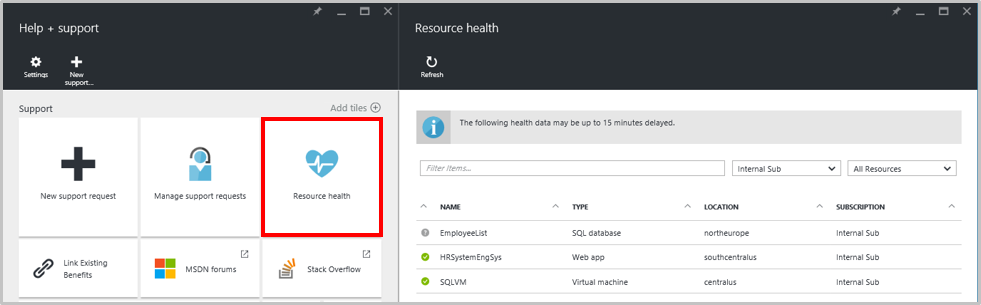 Help + support
Settings
New
support...
Support
Add tiles
New support request
Manage support requests
Resource health
Link Existing
Benefits
MSDN forums
Stack Overflow
Resource health
Refresh
The following health data may be up to 15 minutes delayed.
Filter items...
Internal Sub
All Resources
NAME TYPE LOCATION SUBSCRIPTION
EmployeeList SQL database northeurope Internal Sub
HRSystemEngSys Web app southcentralus Internal Sub
SQLVM Virtual machine centralus Internal Sub